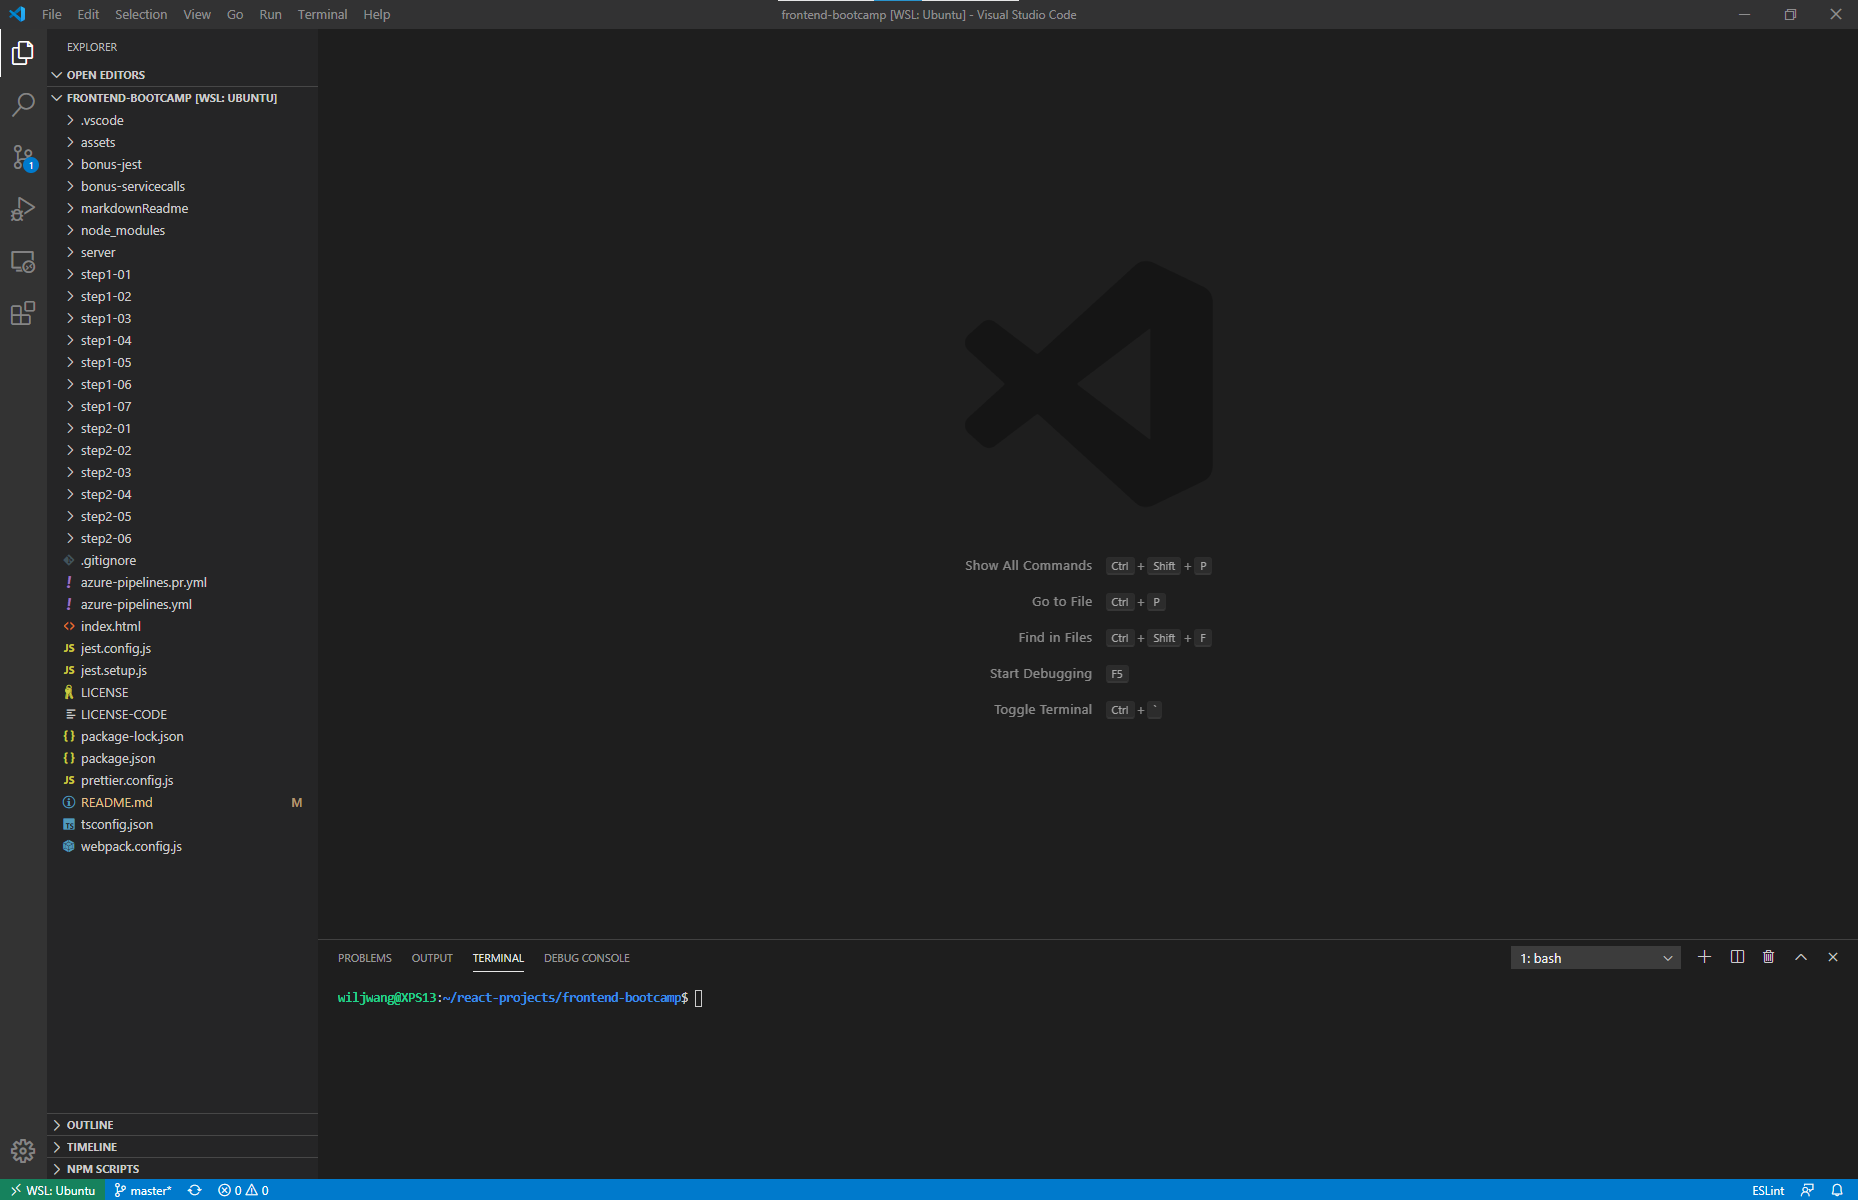 File Edit Selection View Go Run Terminal Help
frontend-bootcamp [WSL: Ubuntu] - Visual Studio Code
EXPLORER
OPEN EDITORS
FRONTEND-BOOTCAMP [WSL: UBUNTU]
.vscode
assets
bonus-jest
1
bonus-servicecalls
markdownReadme
node_modules
server
step1-01
step1-02
step1-03
step1-04
step1-05
step1-06
step1-07
step2-01
step2-02
step2-03
step2-04
step2-05
step2-06
.gitignore
! azure-pipelines.pr.yml
! azure-pipelines.yml
<> index.html
JS jest.config.js
JS jest.setup.js
LICENSE
LICENSE-CODE
{} package-lock.json
{} package.json
JS prettier.config.js
README.md M
TS tsconfig.json
webpack.config.js
OUTLINE
TIMELINE
NPM SCRIPTS
Show All Commands Ctrl + Shift + P
Go to File Ctrl + P
Find in Files Ctrl + Shift + F
Start Debugging F5
Toggle Terminal Ctrl + `
PROBLEMS OUTPUT TERMINAL DEBUG CONSOLE
1: bash
wiljwang@XPS13:~/react-projects/frontend-bootcamp$
WSL: Ubuntu master* 0 0 ESLint